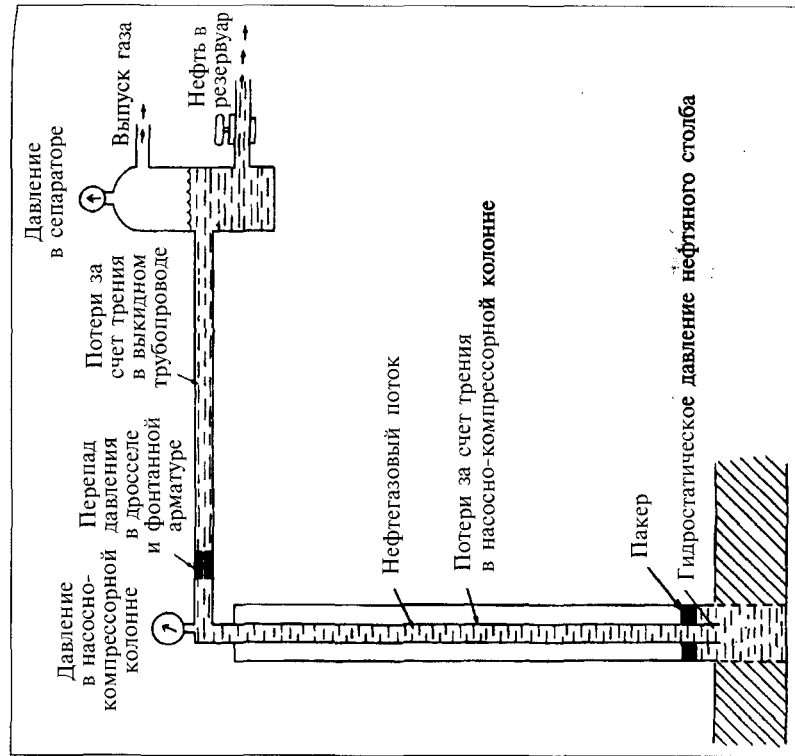 Давление
в насосно-
компрессорной
колонне
Перепад
давления
в дросселе
и фонтанной
арматуре
Потери за
счет трения
в выкидном
трубопроводе
Давление
в сепараторе
Выпуск газа
Нефть в
резервуар
Нефтегазовый поток
Потери за счет трения
в насосно-компрессорной колонне
Пакер
Гидростатическое давление нефтяного столба